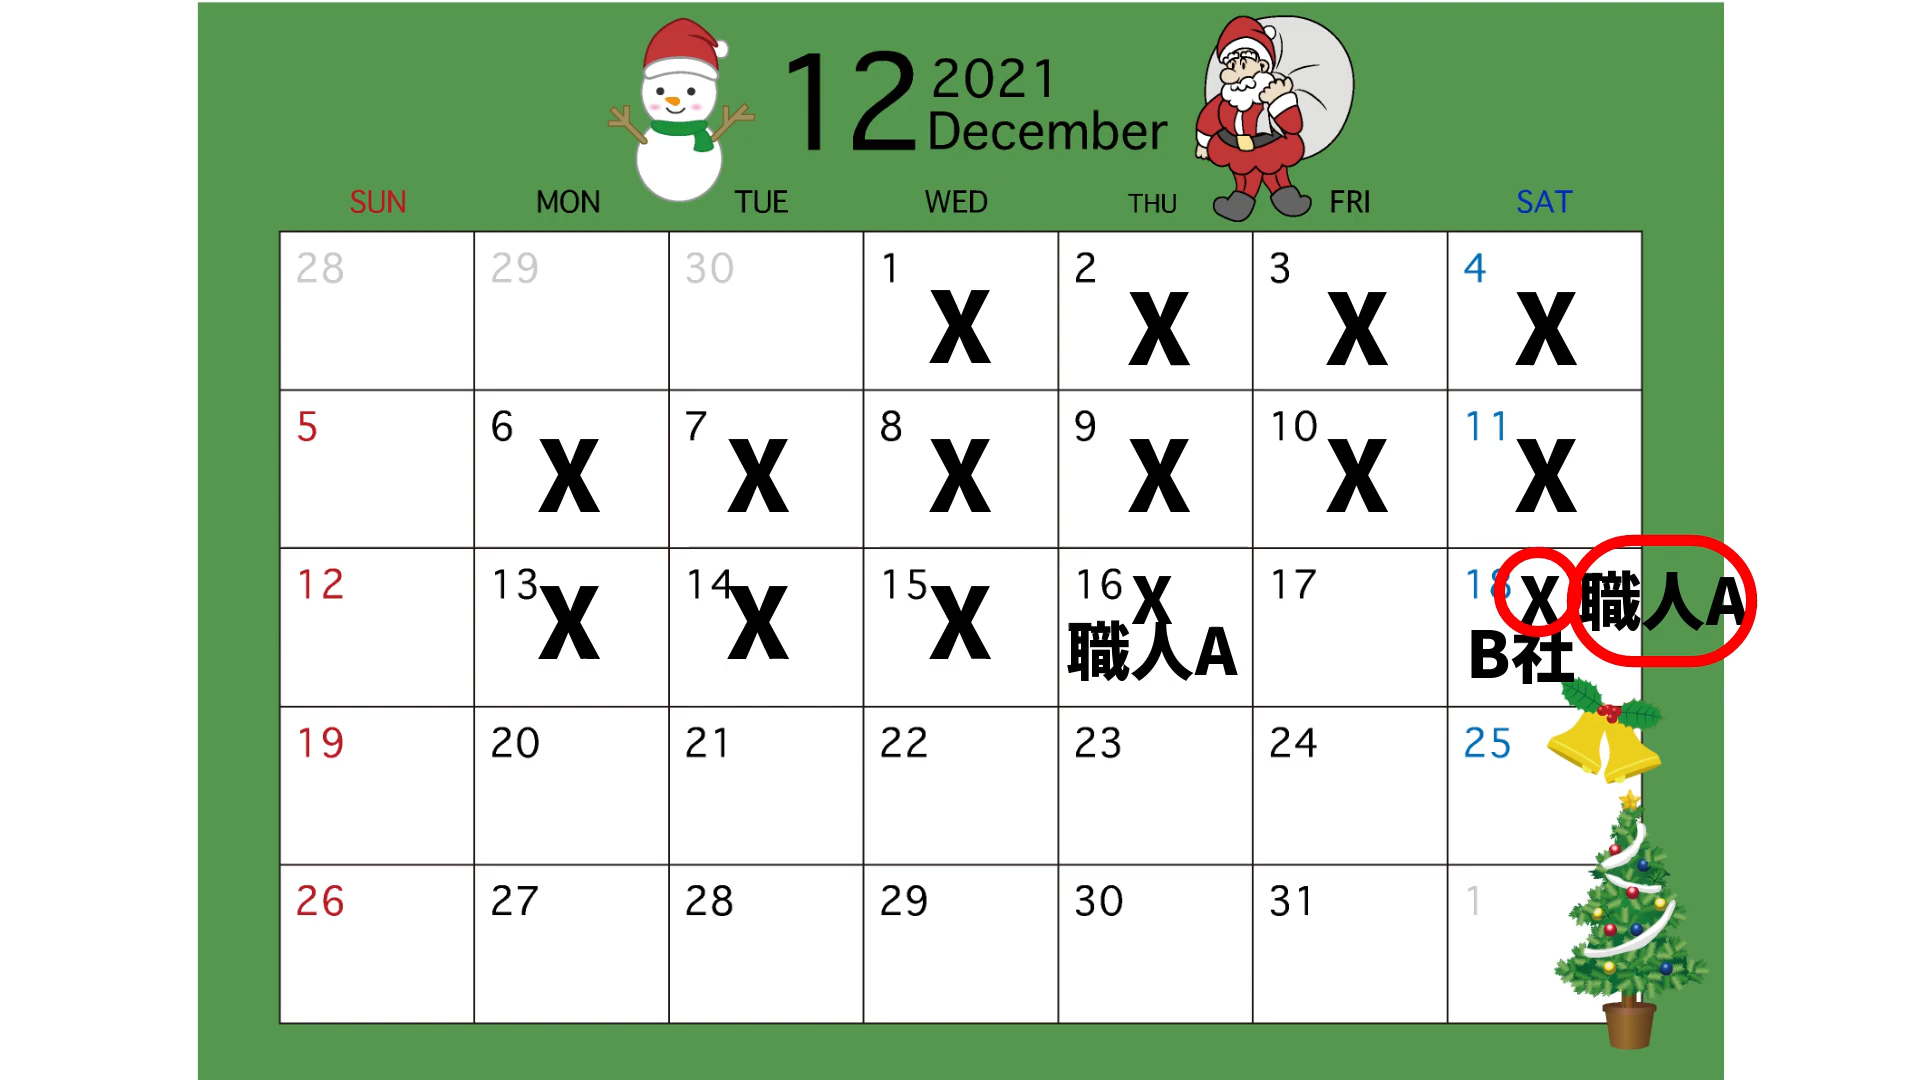 12 2021
December
SUN MON TUE WED THU FRI SAT
28 29 30 1 2 3 4
X X X X
5 6 7 8 9 10 11
X X X X X X
12 13 14 15 16 17 18
X X X X X 職人A
職人A B社
19 20 21 22 23 24 25
26 27 28 29 30 31 1